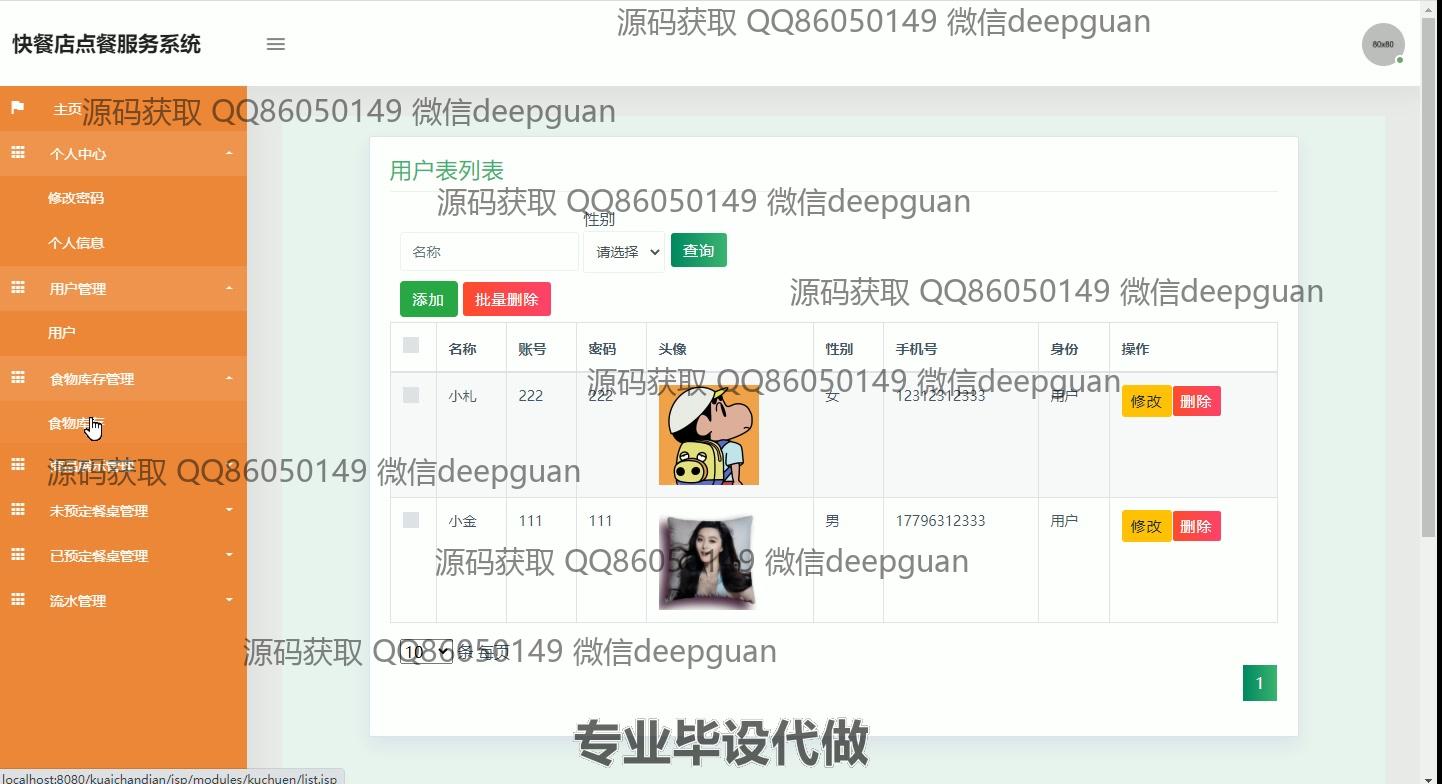 源码获取 QQ86050149 微信deepguan
快餐店点餐服务系统
80x80
主页
源码获取 QQ86050149 微信deepguan
个人中心
用户表列表
修改密码
源码获取 QQ86050149 微信deepguan
性别
个人信息
名称
请选择
查询
用户管理
源码获取 QQ86050149 微信deepguan
添加
批量删除
用户
名称 账号 密码 头像 性别 手机号 身份 操作
食物库存管理
源码获取 QQ86050149 微信deepguan
小札 222 222 女 12312312333 用户 修改 删除
食物库存
源码获取 QQ86050149 微信deepguan
未预定餐桌管理
小金 111 111 男 17796312333 用户 修改 删除
已预定餐桌管理
源码获取 QQ86050149 微信deepguan
流水管理
源码获取 QQ86050149 微信deepguan
10 条 每页
1
专业毕设代做
localhost:8080/kuaichandian/jsp/modules/kuchuen/list.jsp